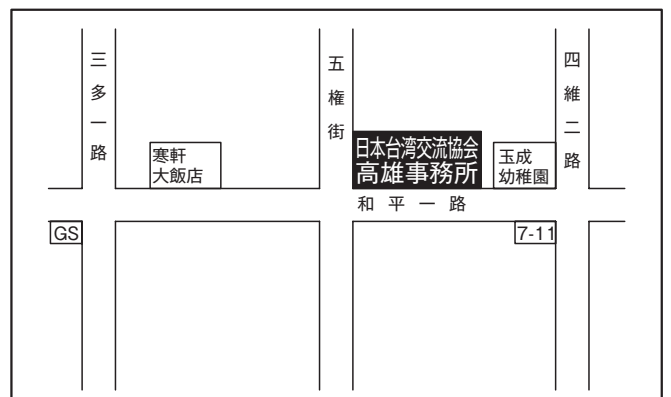 三多一路
五権街
四維二路
寒軒
大飯店
日本台湾交流協会
高雄事務所
玉成
幼稚園
和平一路
GS
7-11